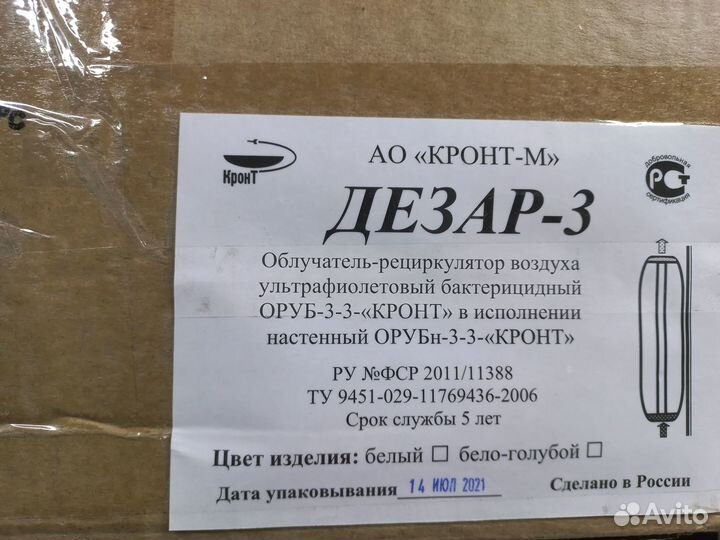 АО «КРОНТ-М»
КронТ
добровольная
РСТ
сертификация
ДЕЗАР-3
Облучатель-рециркулятор воздуха
ультрафиолетовый бактерицидный
ОРУБ-3-3-«КРОНТ» в исполнении
настенный ОРУБн-3-3-«КРОНТ»
РУ №ФСР 2011/11388
ТУ 9451-029-11769436-2006
Срок службы 5 лет
Цвет изделия: белый бело-голубой
Дата упаковывания 14 ИЮЛ 2021 Сделано в России
Avito